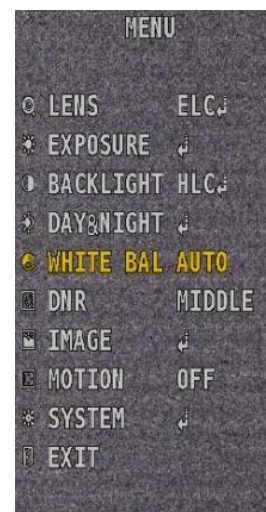 MENU
LENS ELC↲
EXPOSURE ↲
BACKLIGHT HLC↲
DAY&NIGHT ↲
WHITE BAL AUTO
DNR MIDDLE
IMAGE ↲
MOTION OFF
SYSTEM ↲
EXIT